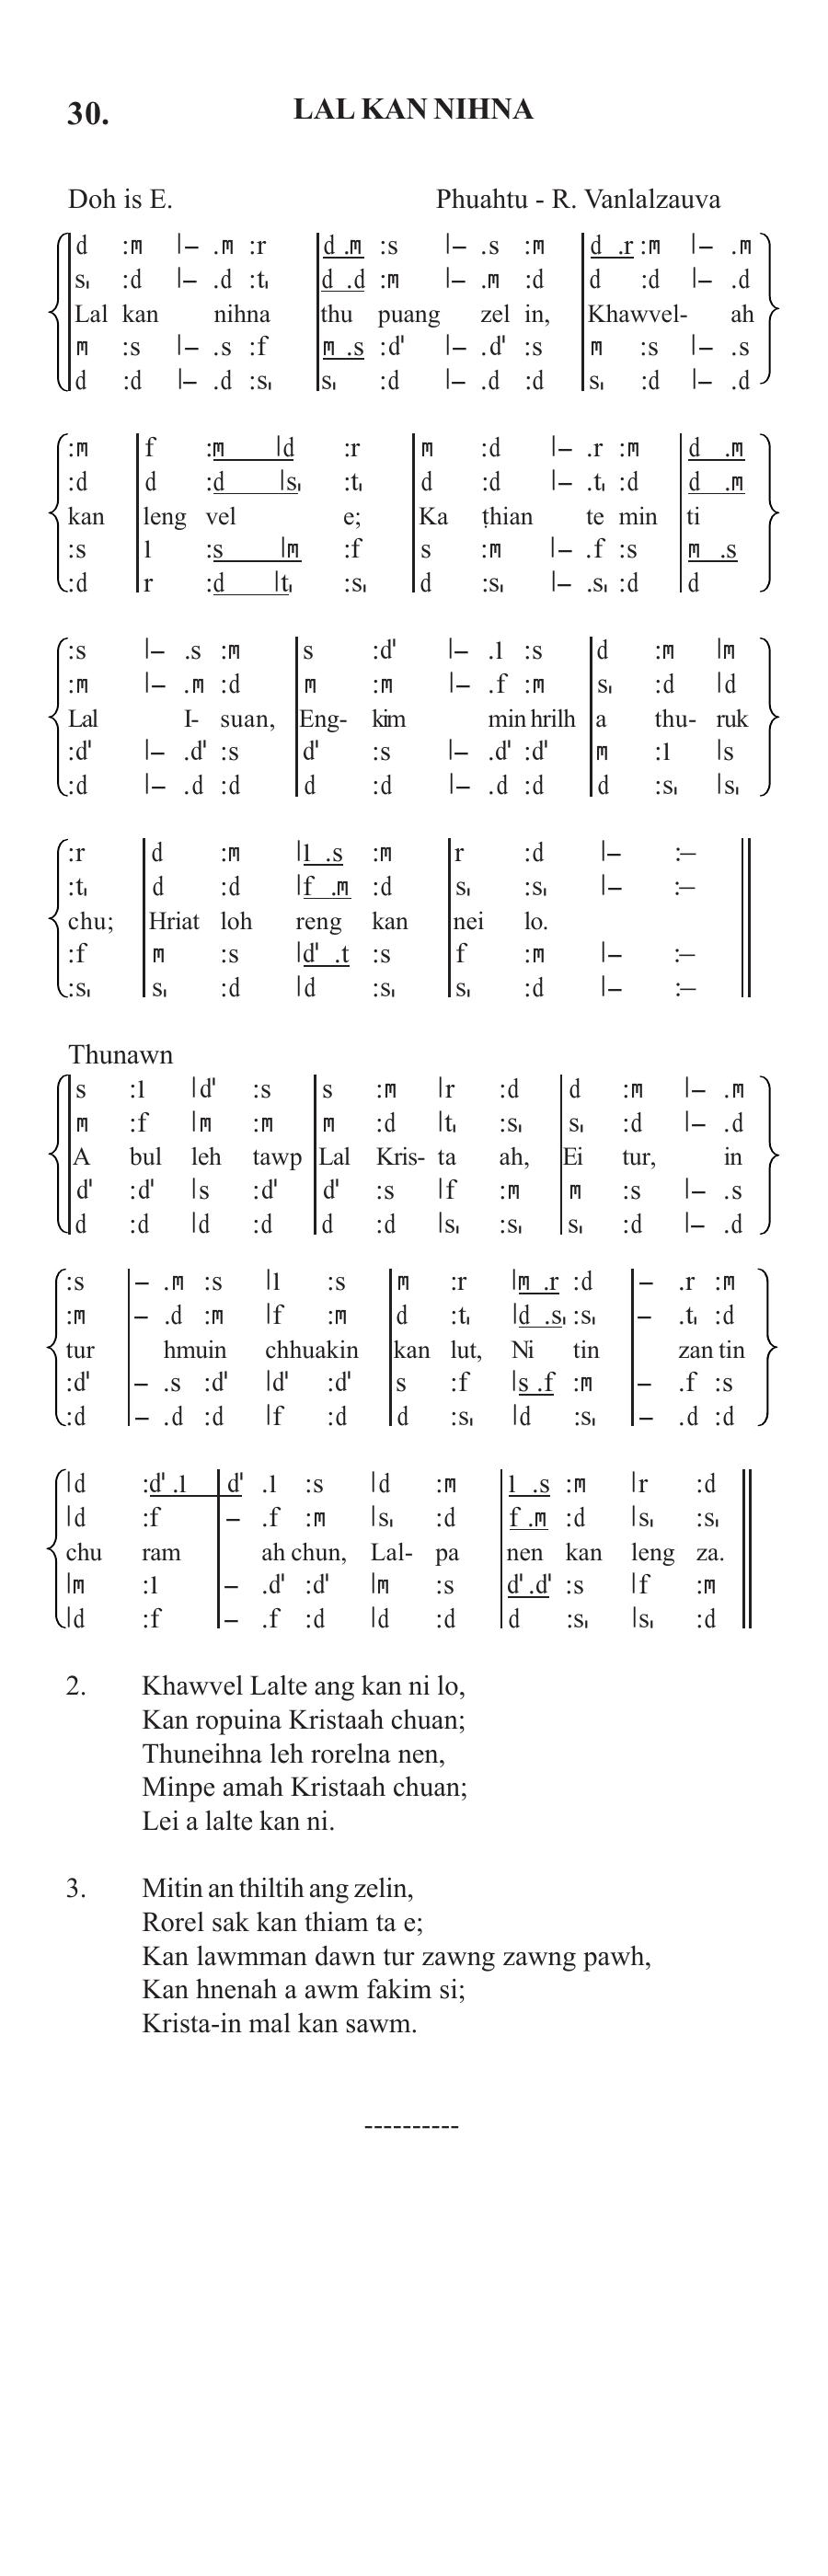 30. LAL KAN NIHNA
Doh is E. Phuahtu - R. Vanlalzauva
d :m |– .m :r |d .m :s |– .s :m |d .r :m |– .m
s, :d |– .d :t, |d .d :m |– .m :d |d :d |– .d
Lal kan nihna thu puang zel in, Khawvel- ah
m :s |– .s :f |m .s :d' |– .d' :s |m :s |– .s
d :d |– .d :s, |s, :d |– .d :d |s, :d |– .d
:m |f :m |d :r |m :d |– .r :m |d .m
:d |d :d |s, :t, |d :d |– .t, :d |d .m
kan leng vel e; Ka ṭhian te min ti
:s |l :s |m :f |s :m |– .f :s |m .s
:d |r :d |t, :s, |d :s, |– .s, :d |d
:s |– .s :m |s :d' |– .l :s |d :m |m
:m |– .m :d |m :m |– .f :m |s, :d |d
Lal I- suan, Eng- kim min hrilh a thu- ruk
:d' |– .d' :s |d' :s |– .d' :d' |m :l |s
:d |– .d :d |d :d |– .d :d |d :s, |s,
:r |d :m |l .s :m |r :d |– :–
:t, |d :d |f .m :d |s, :s, |– :–
chu; Hriat loh reng kan nei lo.
:f |m :s |d' .t :s |f :m |– :–
:s, |s, :d |d :s, |s, :d |– :–
Thunawn
s :l |d' :s |s :m |r :d |d :m |– .m
m :f |m :m |m :d |t, :s, |s, :d |– .d
A bul leh tawp Lal Kris- ta ah, Ei tur, in
d' :d' |s :d' |d' :s |f :m |m :s |– .s
d :d |d :d |d :d |s, :s, |s, :d |– .d
:s |– .m :s |l :s |m :r |m .r :d |– .r :m
:m |– .d :m |f :m |d :t, |d .s, :s, |– .t, :d
tur hmuin chhuakin kan lut, Ni tin zan tin
:d' |– .s :d' |d' :d' |s :f |s .f :m |– .f :s
:d |– .d :d |f :d |d :s, |d :s, |– .d :d
|d :d' .l |d' .l :s |d :m |l .s :m |r :d
|d :f |– .f :m |s, :d |f .m :d |s, :s,
chu ram ah chun, Lal- pa nen kan leng za.
|m :l |– .d' :d' |m :s |d' .d' :s |f :m
|d :f |– .f :d |d :d |d :s, |s, :d
2. Khawvel Lalte ang kan ni lo,
Kan ropuina Kristaah chuan;
Thuneihna leh rorelna nen,
Minpe amah Kristaah chuan;
Lei a lalte kan ni.
3. Mitin an thiltih ang zelin,
Rorel sak kan thiam ta e;
Kan lawmman dawn tur zawng zawng pawh,
Kan hnenah a awm fakim si;
Krista-in mal kan sawm.
----------